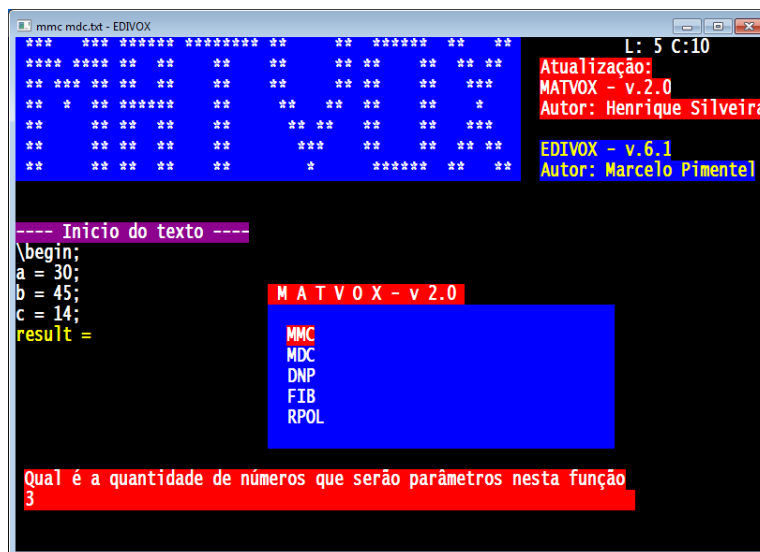 mmc mdc.txt - EDIVOX
L: 5 C:10
Atualização:
MATVOX - v.2.0
Autor: Henrique Silveira
EDIVOX - v.6.1
Autor: Marcelo Pimentel
---- Inicio do texto ----
\begin;
a = 30;
b = 45;
c = 14;
result =
M A T V O X - v 2.0
MMC
MDC
DNP
FIB
RPOL
Qual é a quantidade de números que serão parâmetros nesta função
3